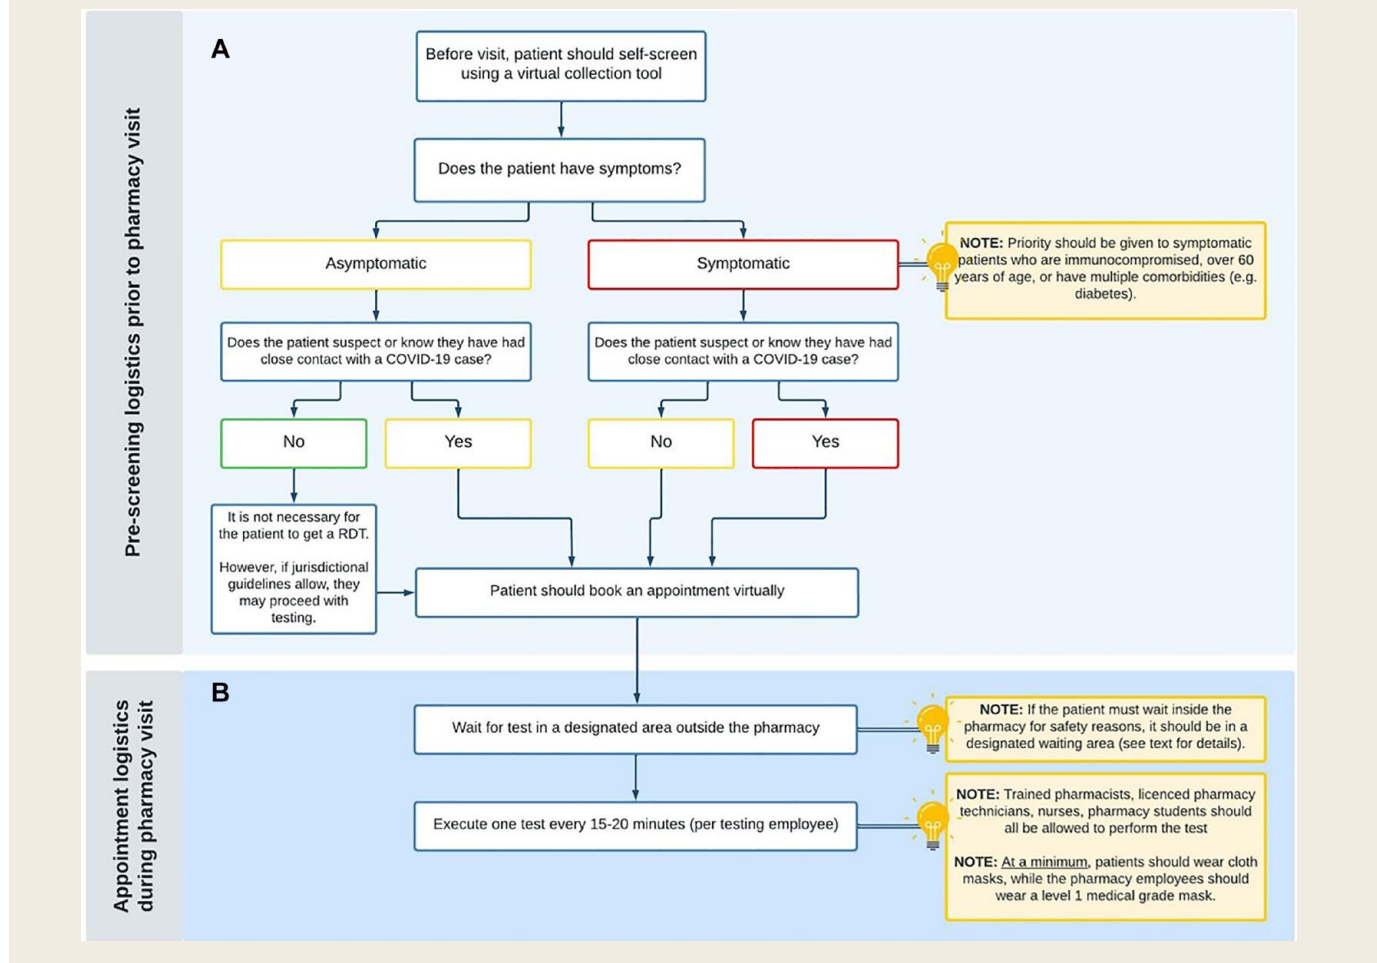 Pre-screening logistics prior to pharmacy visit
A
Before visit, patient should self-screen
using a virtual collection tool
Does the patient have symptoms?
Asymptomatic
Symptomatic
NOTE: Priority should be given to symptomatic
patients who are immunocompromised, over 60
years of age, or have multiple comorbidities (e.g.
diabetes).
Does the patient suspect or know they have had
close contact with a COVID-19 case?
Does the patient suspect or know they have had
close contact with a COVID-19 case?
No
Yes
No
Yes
It is not necessary for
the patient to get a RDT.
However, if jurisdictional
guidelines allow, they
may proceed with
testing.
Patient should book an appointment virtually
Appointment logistics
during pharmacy visit
B
Wait for test in a designated area outside the pharmacy
NOTE: If the patient must wait inside the
pharmacy for safety reasons, it should be in a
designated waiting area (see text for details).
Execute one test every 15-20 minutes (per testing employee)
NOTE: Trained pharmacists, licenced pharmacy
technicians, nurses, pharmacy students should
all be allowed to perform the test
NOTE: At a minimum, patients should wear cloth
masks, while the pharmacy employees should
wear a level 1 medical grade mask.